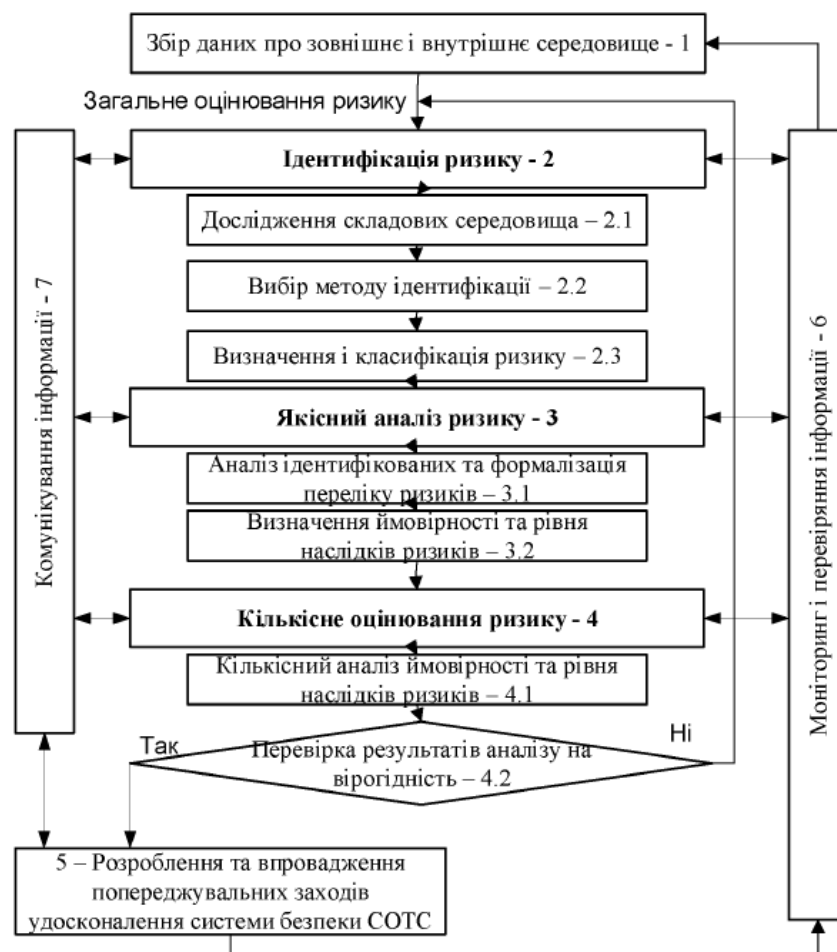 Збір даних про зовнішнє і внутрішнє середовище - 1
Загальне оцінювання ризику
Ідентифікація ризику - 2
Дослідження складових середовища – 2.1
Вибір методу ідентифікації – 2.2
Визначення і класифікація ризику – 2.3
Якісний аналіз ризику - 3
Аналіз ідентифікованих та формалізація
переліку ризиків – 3.1
Визначення ймовірності та рівня
наслідків ризиків – 3.2
Кількісне оцінювання ризику - 4
Кількісний аналіз ймовірності та рівня
наслідків ризиків – 4.1
Так
Перевірка результатів аналізу на
вірогідність – 4.2
Ні
5 – Розроблення та впровадження
попереджувальних заходів
удосконалення системи безпеки СОТС
Комунікування інформації - 7
Моніторинг і перевіряння інформації - 6